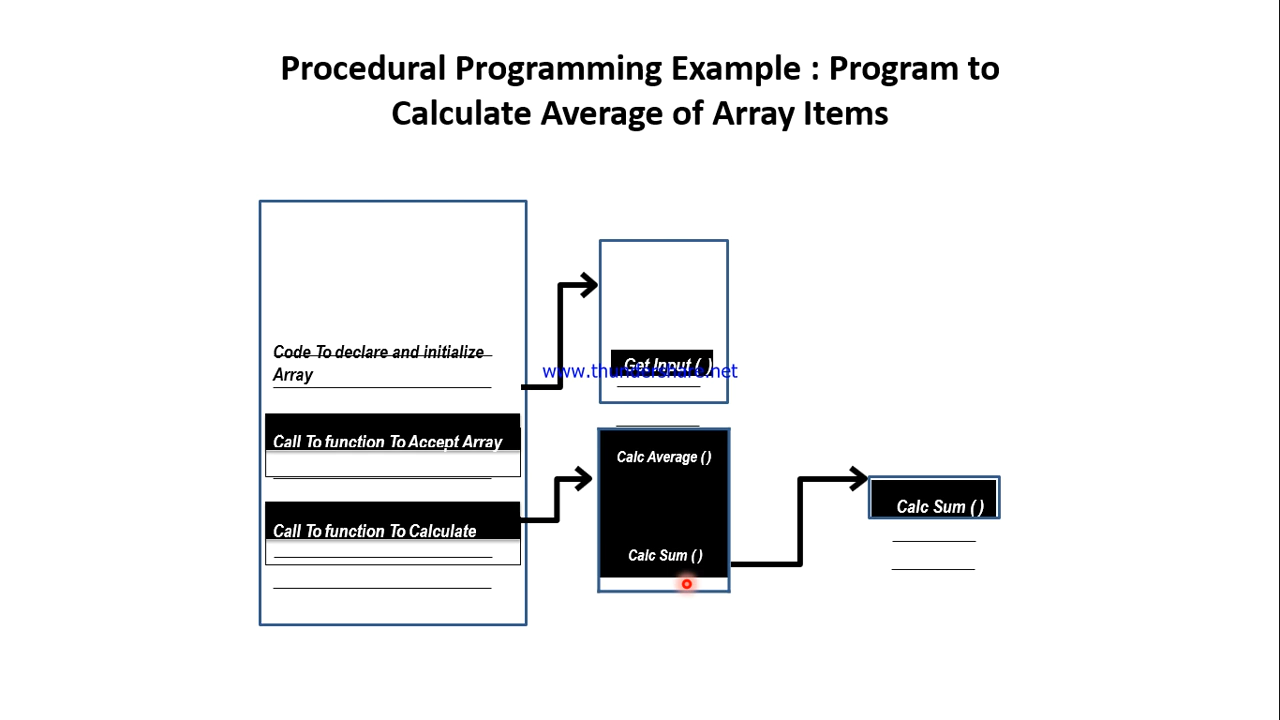 Procedural Programming Example : Program to
Calculate Average of Array Items
Code To declare and initialize
Array
Call To function To Accept Array
Call To function To Calculate
Get Input ( )
www.thundershare.net
Calc Average ()
Calc Sum ( )
Calc Sum ( )